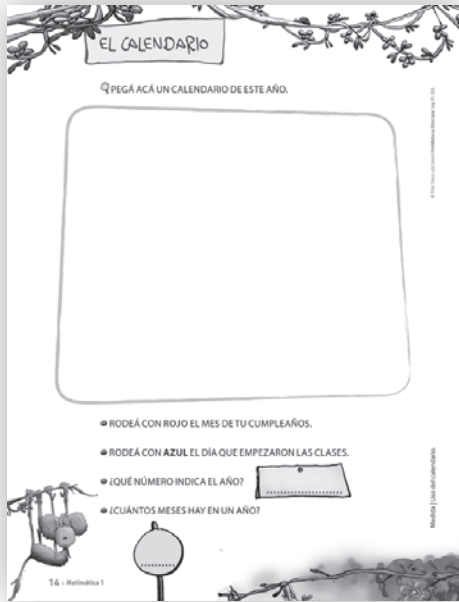 EL CALENDARIO
PEGÁ ACÁ UN CALENDARIO DE ESTE AÑO.
RODEÁ CON ROJO EL MES DE TU CUMPLEAÑOS.
RODEÁ CON AZUL EL DÍA QUE EMPEZARON LAS CLASES.
¿QUÉ NÚMERO INDICA EL AÑO?
¿CUÁNTOS MESES HAY EN UN AÑO?
Medida | Uso del calendario.
14 - Matimática 1